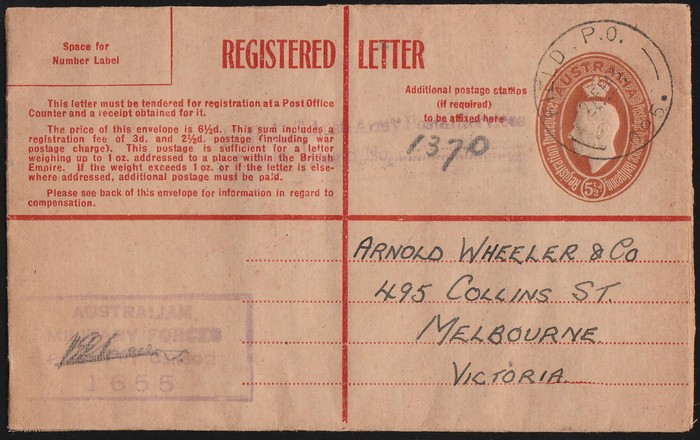 Space for
Number Label
REGISTERED LETTER
This letter must be tendered for registration at a Post Office
Counter and a receipt obtained for it.
The price of this envelope is 6½d. This sum includes a
registration fee of 3d. and 2½d. postage (including war
postage charge). This postage is sufficient for a letter
weighing up to 1 oz. addressed to a place within the British
Empire. If the weight exceeds 1 oz. or if the letter is else-
where addressed, additional postage must be paid.
Please see back of this envelope for information in regard to
compensation.
Additional postage stamps
(if required)
to be affixed here
Army
No.
1370
FIELD P.O.
AUSTRALIA
5½d
ARNOLD WHEELER & CO
495 COLLINS ST.
MELBOURNE
VICTORIA.
AUSTRALIAN
MILITARY FORCES
1655